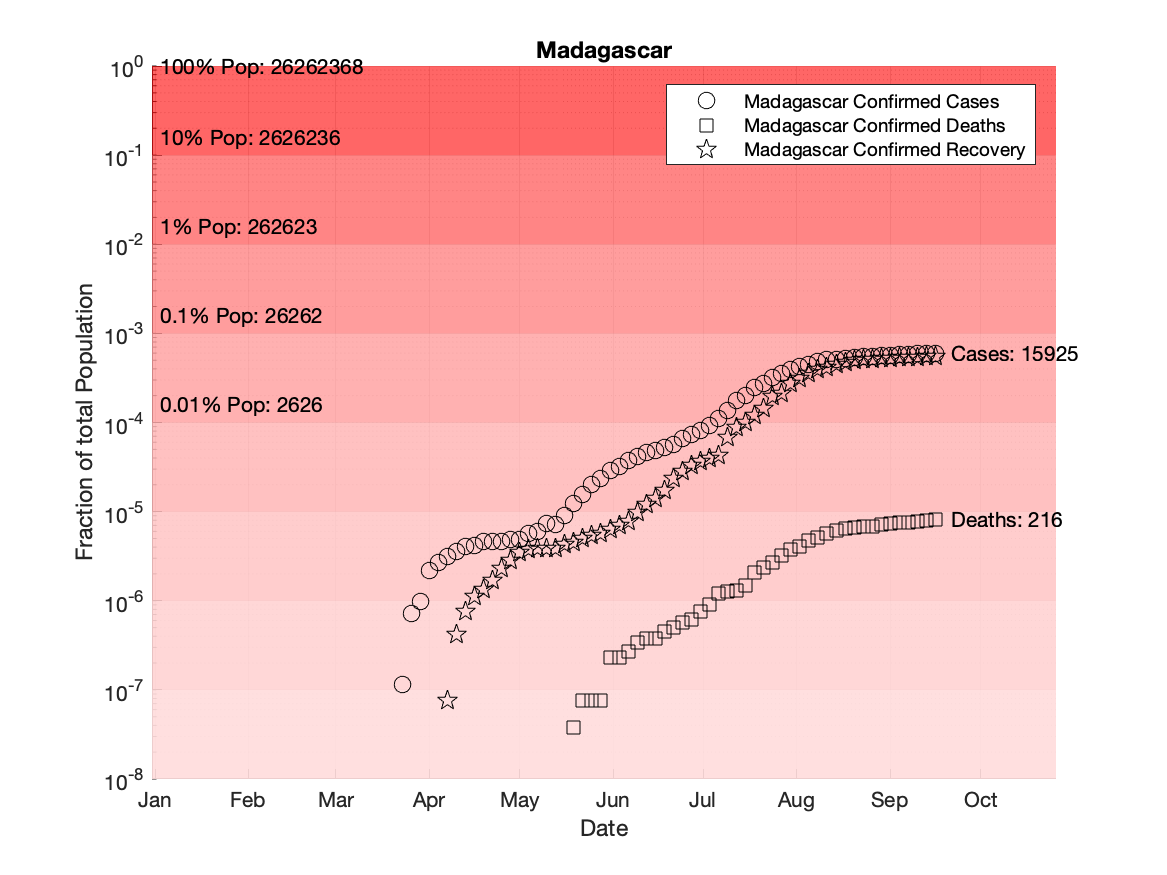 Madagascar
10^0
100% Pop: 26262368
Madagascar Confirmed Cases
Madagascar Confirmed Deaths
Madagascar Confirmed Recovery
10% Pop: 2626236
10^-1
1% Pop: 262623
10^-2
0.1% Pop: 26262
10^-3
Cases: 15925
0.01% Pop: 2626
10^-4
10^-5
Deaths: 216
10^-6
10^-7
10^-8
Fraction of total Population
Jan Feb Mar Apr May Jun Jul Aug Sep Oct
Date